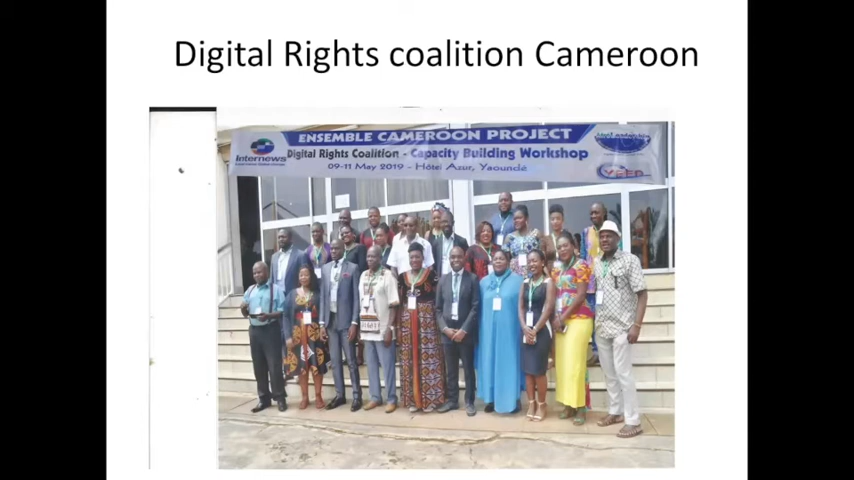 Digital Rights coalition Cameroon
ENSEMBLE CAMEROON PROJECT
Internews
Digital Rights Coalition - Capacity Building Workshop
09-11 May 2019 - Hôtel Azur, Yaoundé